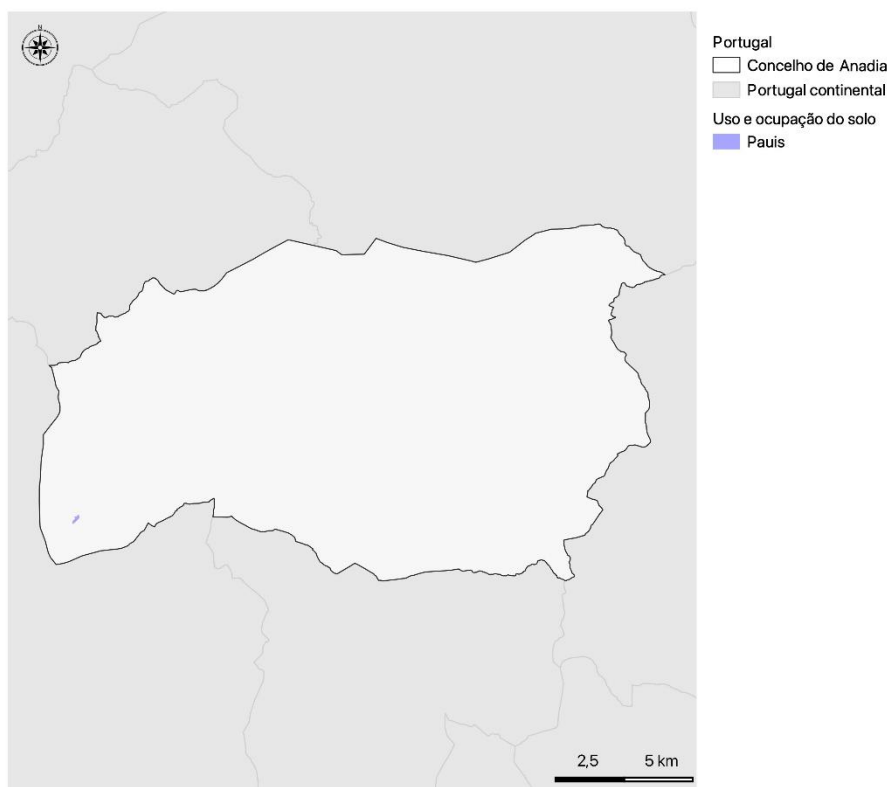 N
Portugal
Concelho de Anadia
Portugal continental
Uso e ocupação do solo
Pauis
2,5 5 km